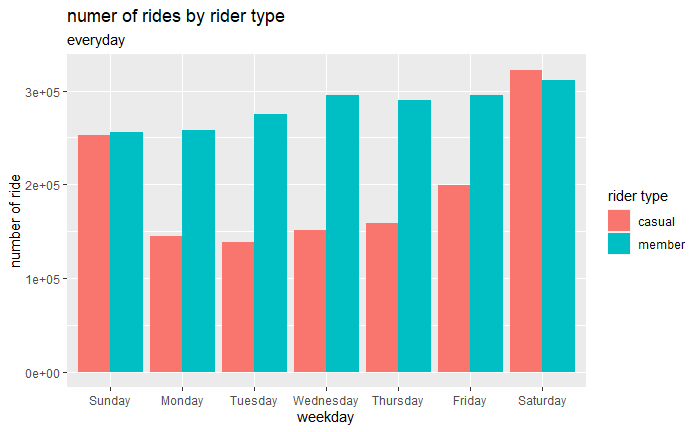 numer of rides by rider type
everyday
number of ride
3e+05
2e+05
1e+05
0e+00
Sunday Monday Tuesday Wednesday Thursday Friday Saturday
weekday
rider type
casual
member